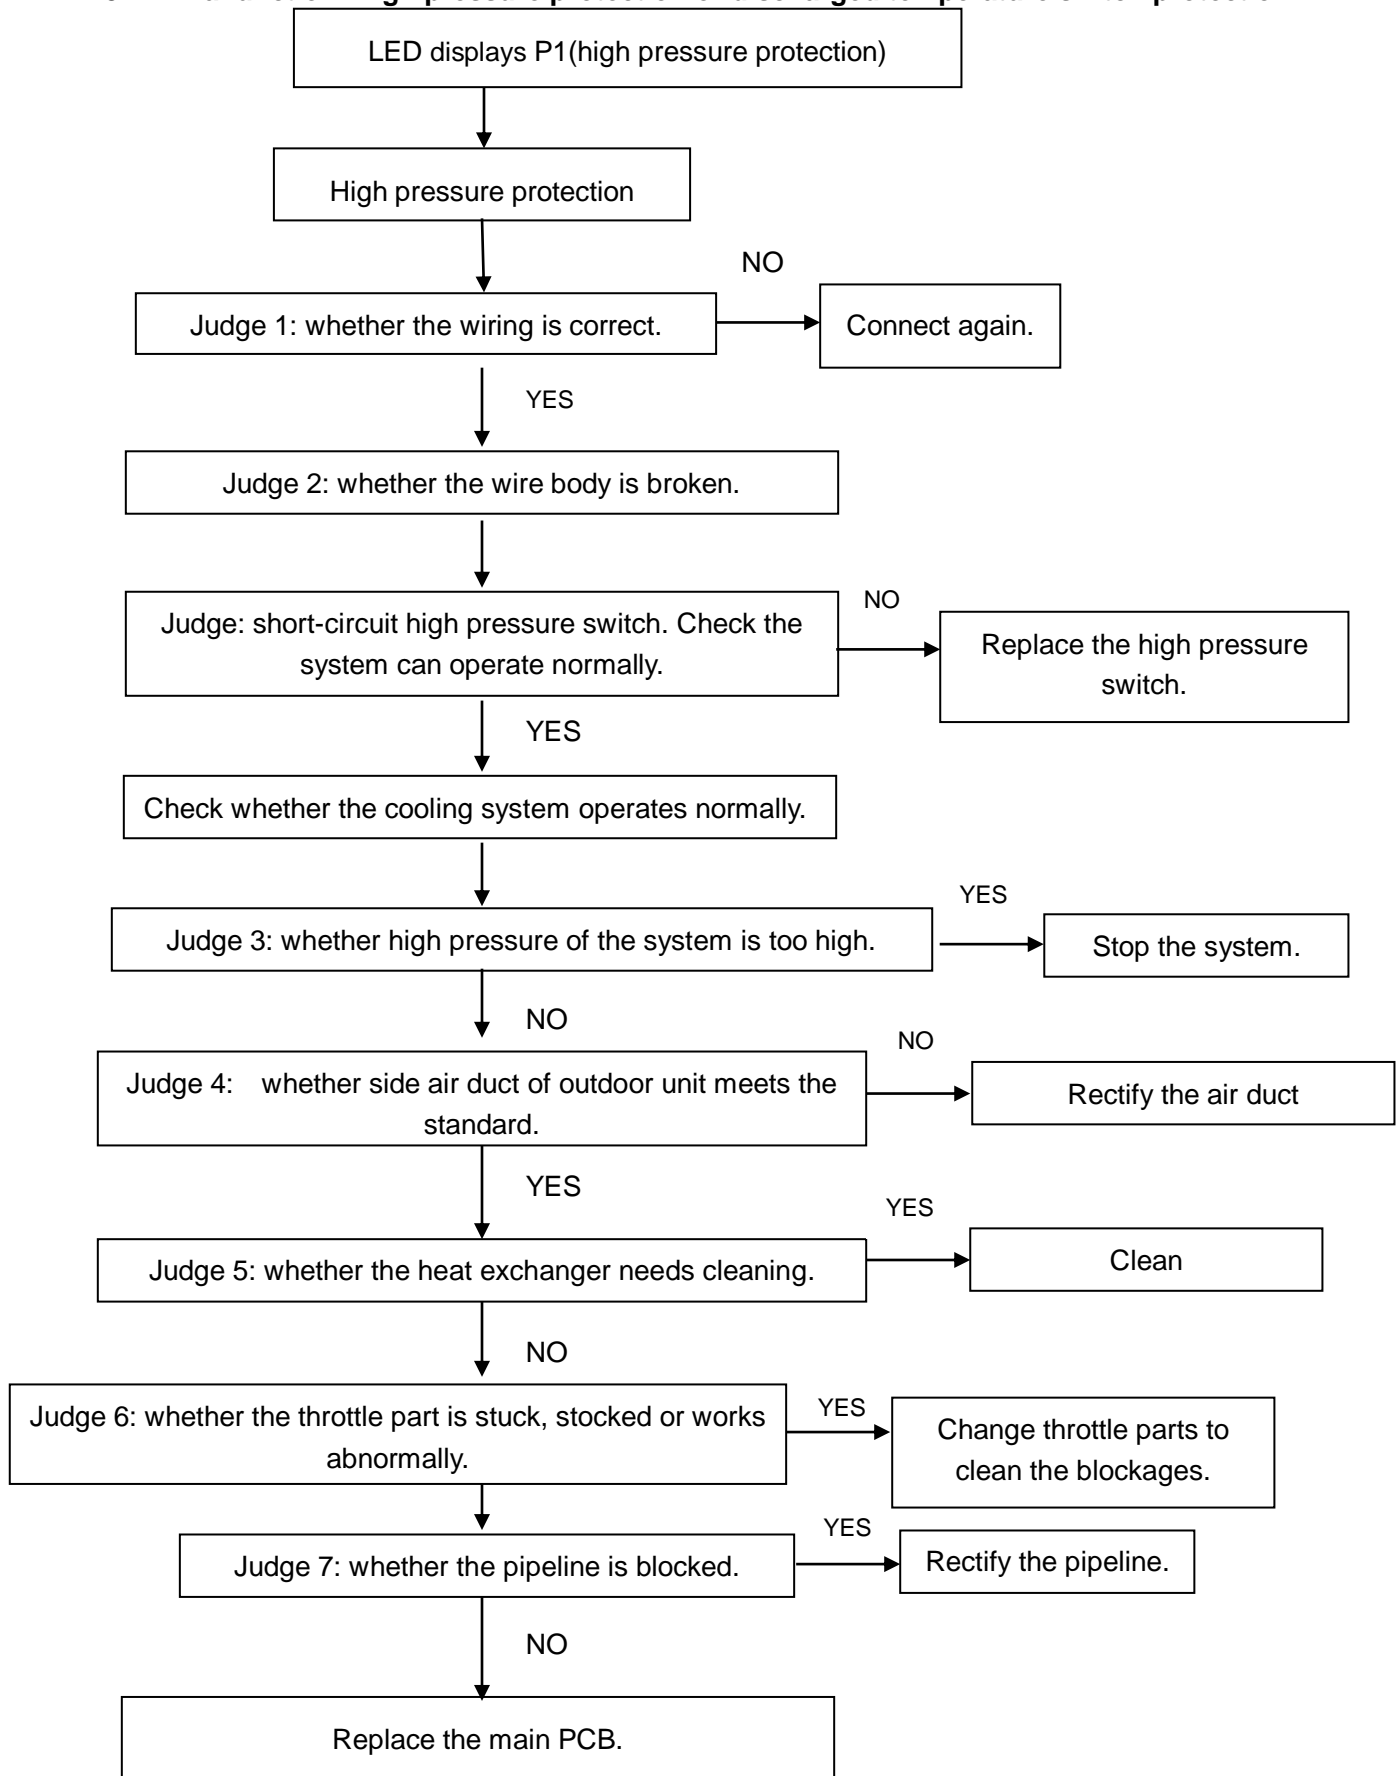 LED displays P1(high pressure protection)
High pressure protection
NO
Judge 1: whether the wiring is correct.
Connect again.
YES
Judge 2: whether the wire body is broken.
NO
Judge: short-circuit high pressure switch. Check the
system can operate normally.
Replace the high pressure
switch.
YES
Check whether the cooling system operates normally.
YES
Judge 3: whether high pressure of the system is too high.
Stop the system.
NO
NO
Judge 4: whether side air duct of outdoor unit meets the
standard.
Rectify the air duct
YES
YES
Judge 5: whether the heat exchanger needs cleaning.
Clean
NO
YES
Judge 6: whether the throttle part is stuck, stocked or works
abnormally.
Change throttle parts to
clean the blockages.
YES
Judge 7: whether the pipeline is blocked.
Rectify the pipeline.
NO
Replace the main PCB.